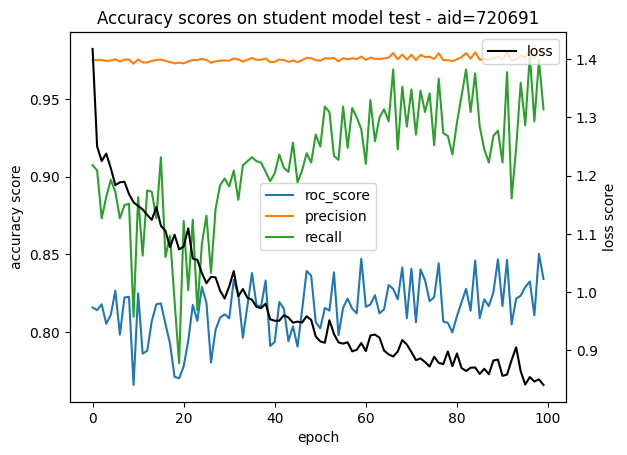 Accuracy scores on student model test - aid=720691
loss
roc_score
precision
recall
accuracy score
0.95
0.90
0.85
0.80
loss score
1.4
1.3
1.2
1.1
1.0
0.9
0
20
40
60
80
100
epoch